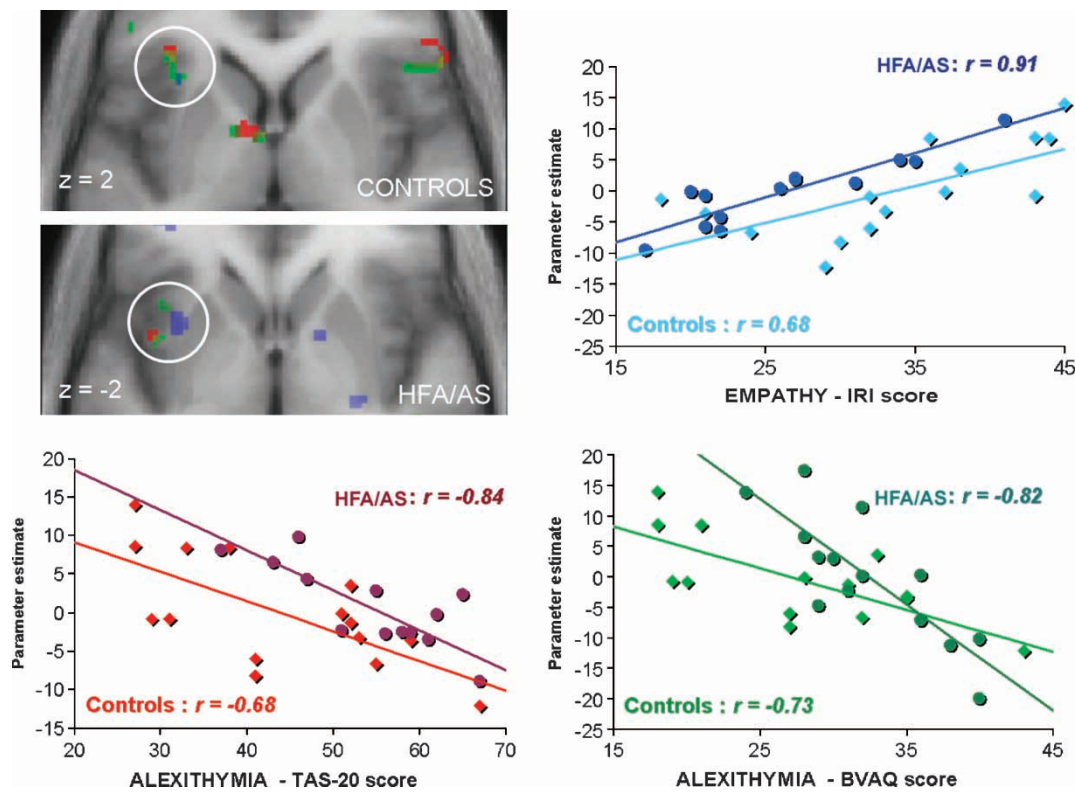 z = 2
CONTROLS
z = -2
HFA/AS
Parameter estimate
20
15
10
5
0
-5
-10
-15
-20
-25
HFA/AS: r = 0.91
Controls : r = 0.68
15 25 35 45
EMPATHY - IRI score
Parameter estimate
20
15
10
5
0
-5
-10
-15
HFA/AS: r = -0.84
Controls : r = -0.68
20 30 40 50 60 70
ALEXITHYMIA - TAS-20 score
Parameter estimate
20
15
10
5
0
-5
-10
-15
-20
-25
HFA/AS: r = -0.82
Controls : r = -0.73
15 25 35 45
ALEXITHYMIA - BVAQ score